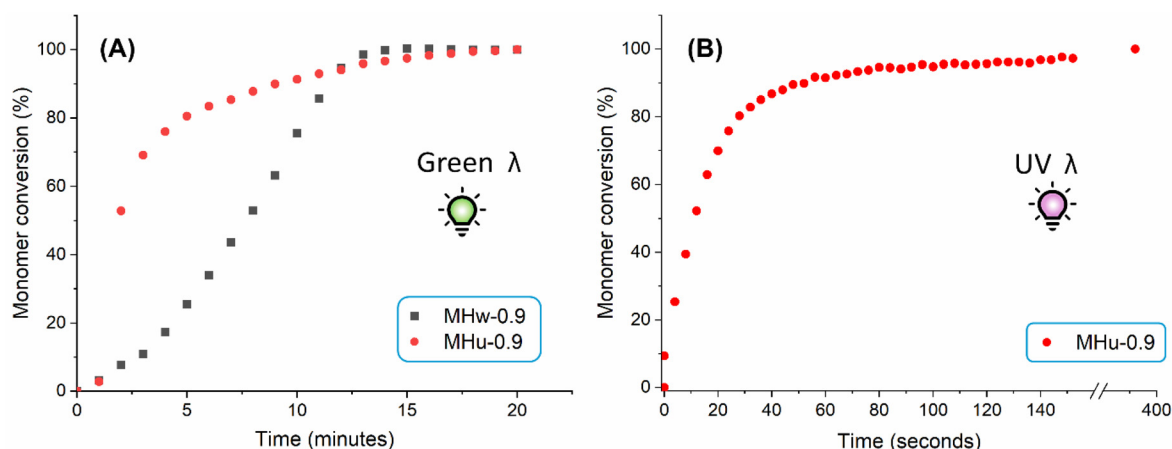 (A)
Monomer conversion (%)
100
80
60
40
20
0
Green λ
MHw-0.9
MHu-0.9
0 5 10 15 20
Time (minutes)
(B)
Monomer conversion (%)
100
80
60
40
20
0
UV λ
MHu-0.9
0 20 40 60 80 100 120 140 400
Time (seconds)